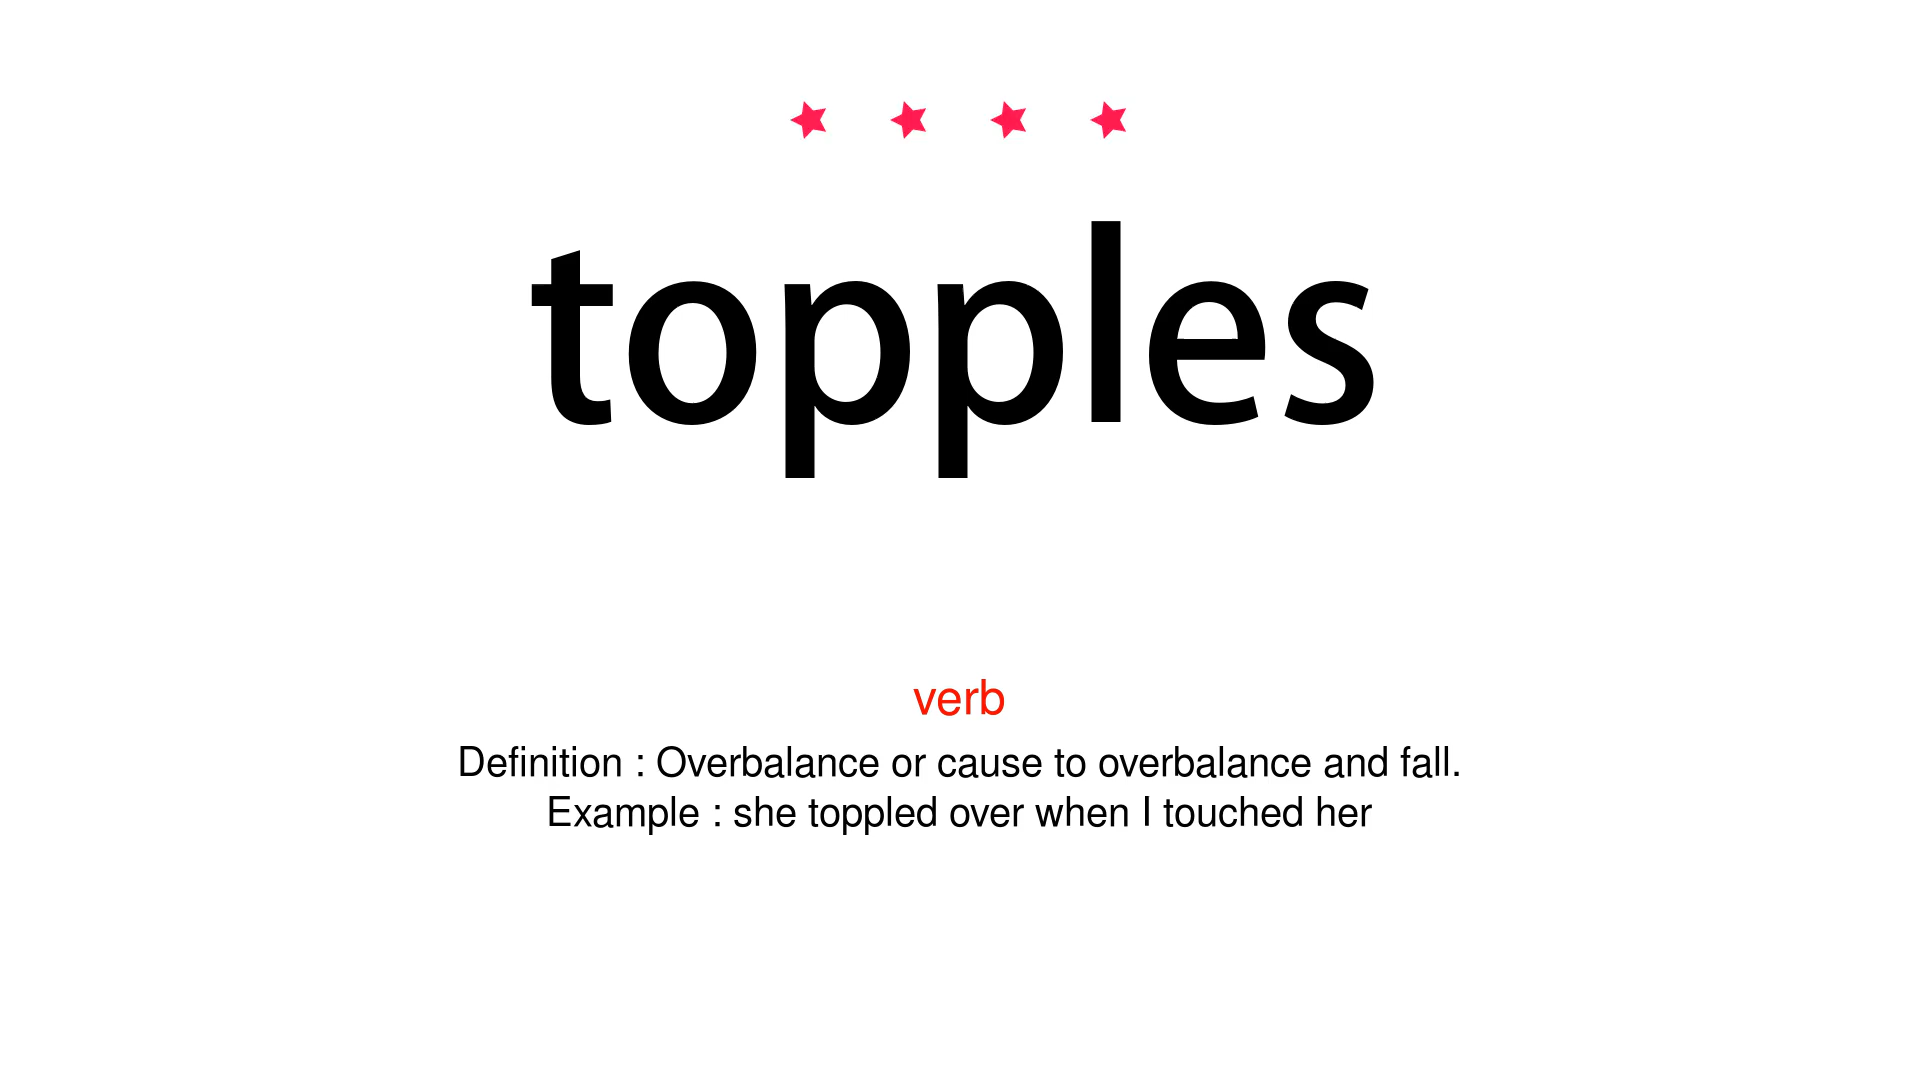 topples
verb
Definition : Overbalance or cause to overbalance and fall.
Example : she toppled over when I touched her